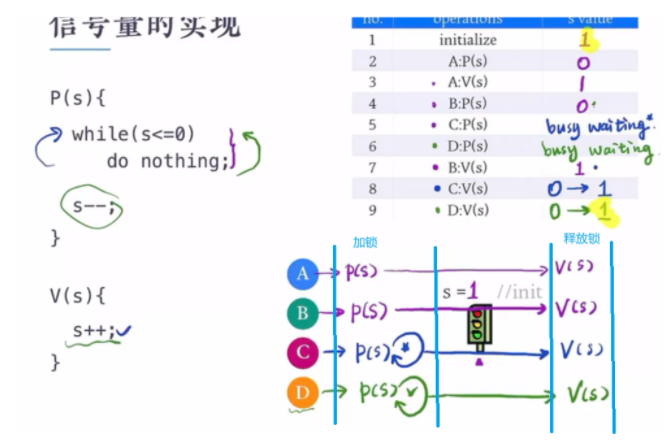 信号量的实现
P(s){
while(s<=0)
do nothing;
s--;
}
V(s){
s++;
}
no. operations s value
1 initialize 1
2 A:P(s) 0
3 A:V(s) 1
4 B:P(s) 0
5 C:P(s) busy waiting*
6 D:P(s) busy waiting
7 B:V(s) 1
8 C:V(s) 0→1
9 D:V(s) 0→1
加锁 释放锁
A P(S) V(S)
s =1 //init
B P(S) V(S)
C P(S) * V(S)
D P(S) V(S)